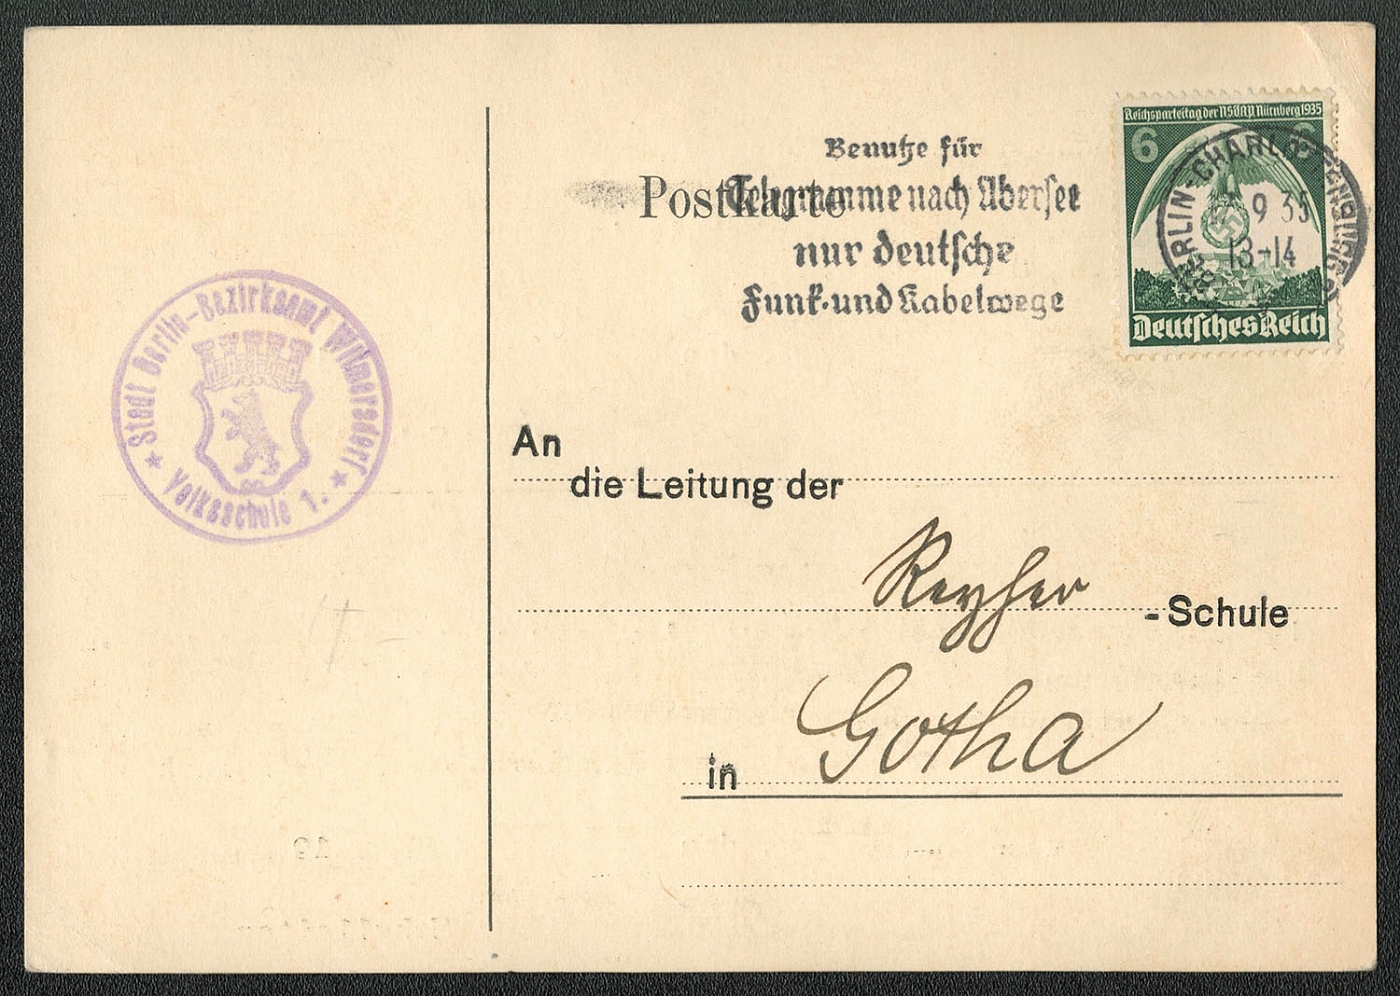 Reichsparteitag der NSDAP. Nürnberg 1935
6 6
Deutsches Reich
BERLIN-CHARLOTTENBURG
9 35
13-14
Benutze für
Telegramme nach Übersee
nur deutsche
Funk- und Kabelwege
Postkarte
Stadt Berlin-Bezirksamt Wilmersdorf
Volksschule 1.
An
die Leitung der
Reyher
-Schule
Gotha
in